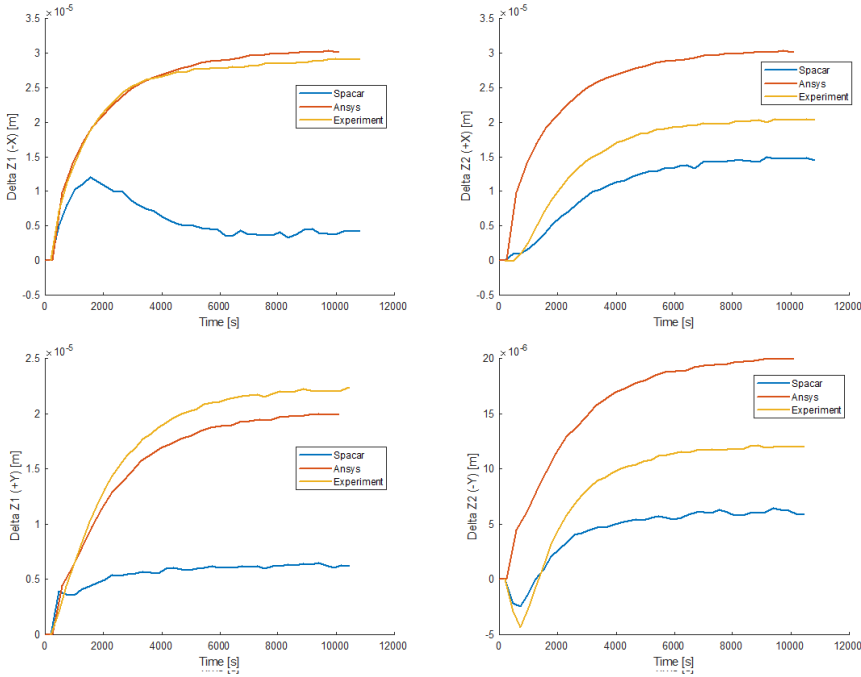 × 10⁻⁵
3.5
3
2.5
2
1.5
1
0.5
0
-0.5
Delta Z1 (-X) [m]
0 2000 4000 6000 8000 10000 12000
Time [s]
Spacar
Ansys
Experiment
× 10⁻⁵
3.5
3
2.5
2
1.5
1
0.5
0
-0.5
Delta Z2 (+X) [m]
0 2000 4000 6000 8000 10000 12000
Time [s]
Spacar
Ansys
Experiment
× 10⁻⁵
2.5
2
1.5
1
0.5
0
Delta Z1 (+Y) [m]
0 2000 4000 6000 8000 10000 12000
Time [s]
Spacar
Ansys
Experiment
× 10⁻⁶
20
15
10
5
0
-5
Delta Z2 (-Y) [m]
0 2000 4000 6000 8000 10000 12000
Time [s]
Spacar
Ansys
Experiment